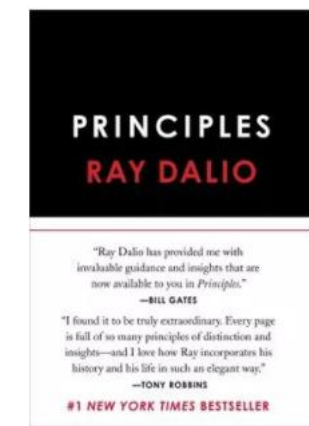 PRINCIPLES
RAY DALIO
“Ray Dalio has provided me with
invaluable guidance and insights that are
now available to you in Principles.”
—BILL GATES
“I found it to be truly extraordinary. Every page
is full of so many principles of distinction and
insights—and I love how Ray incorporates his
history and his life in such an elegant way.”
—TONY ROBBINS
#1 NEW YORK TIMES BESTSELLER